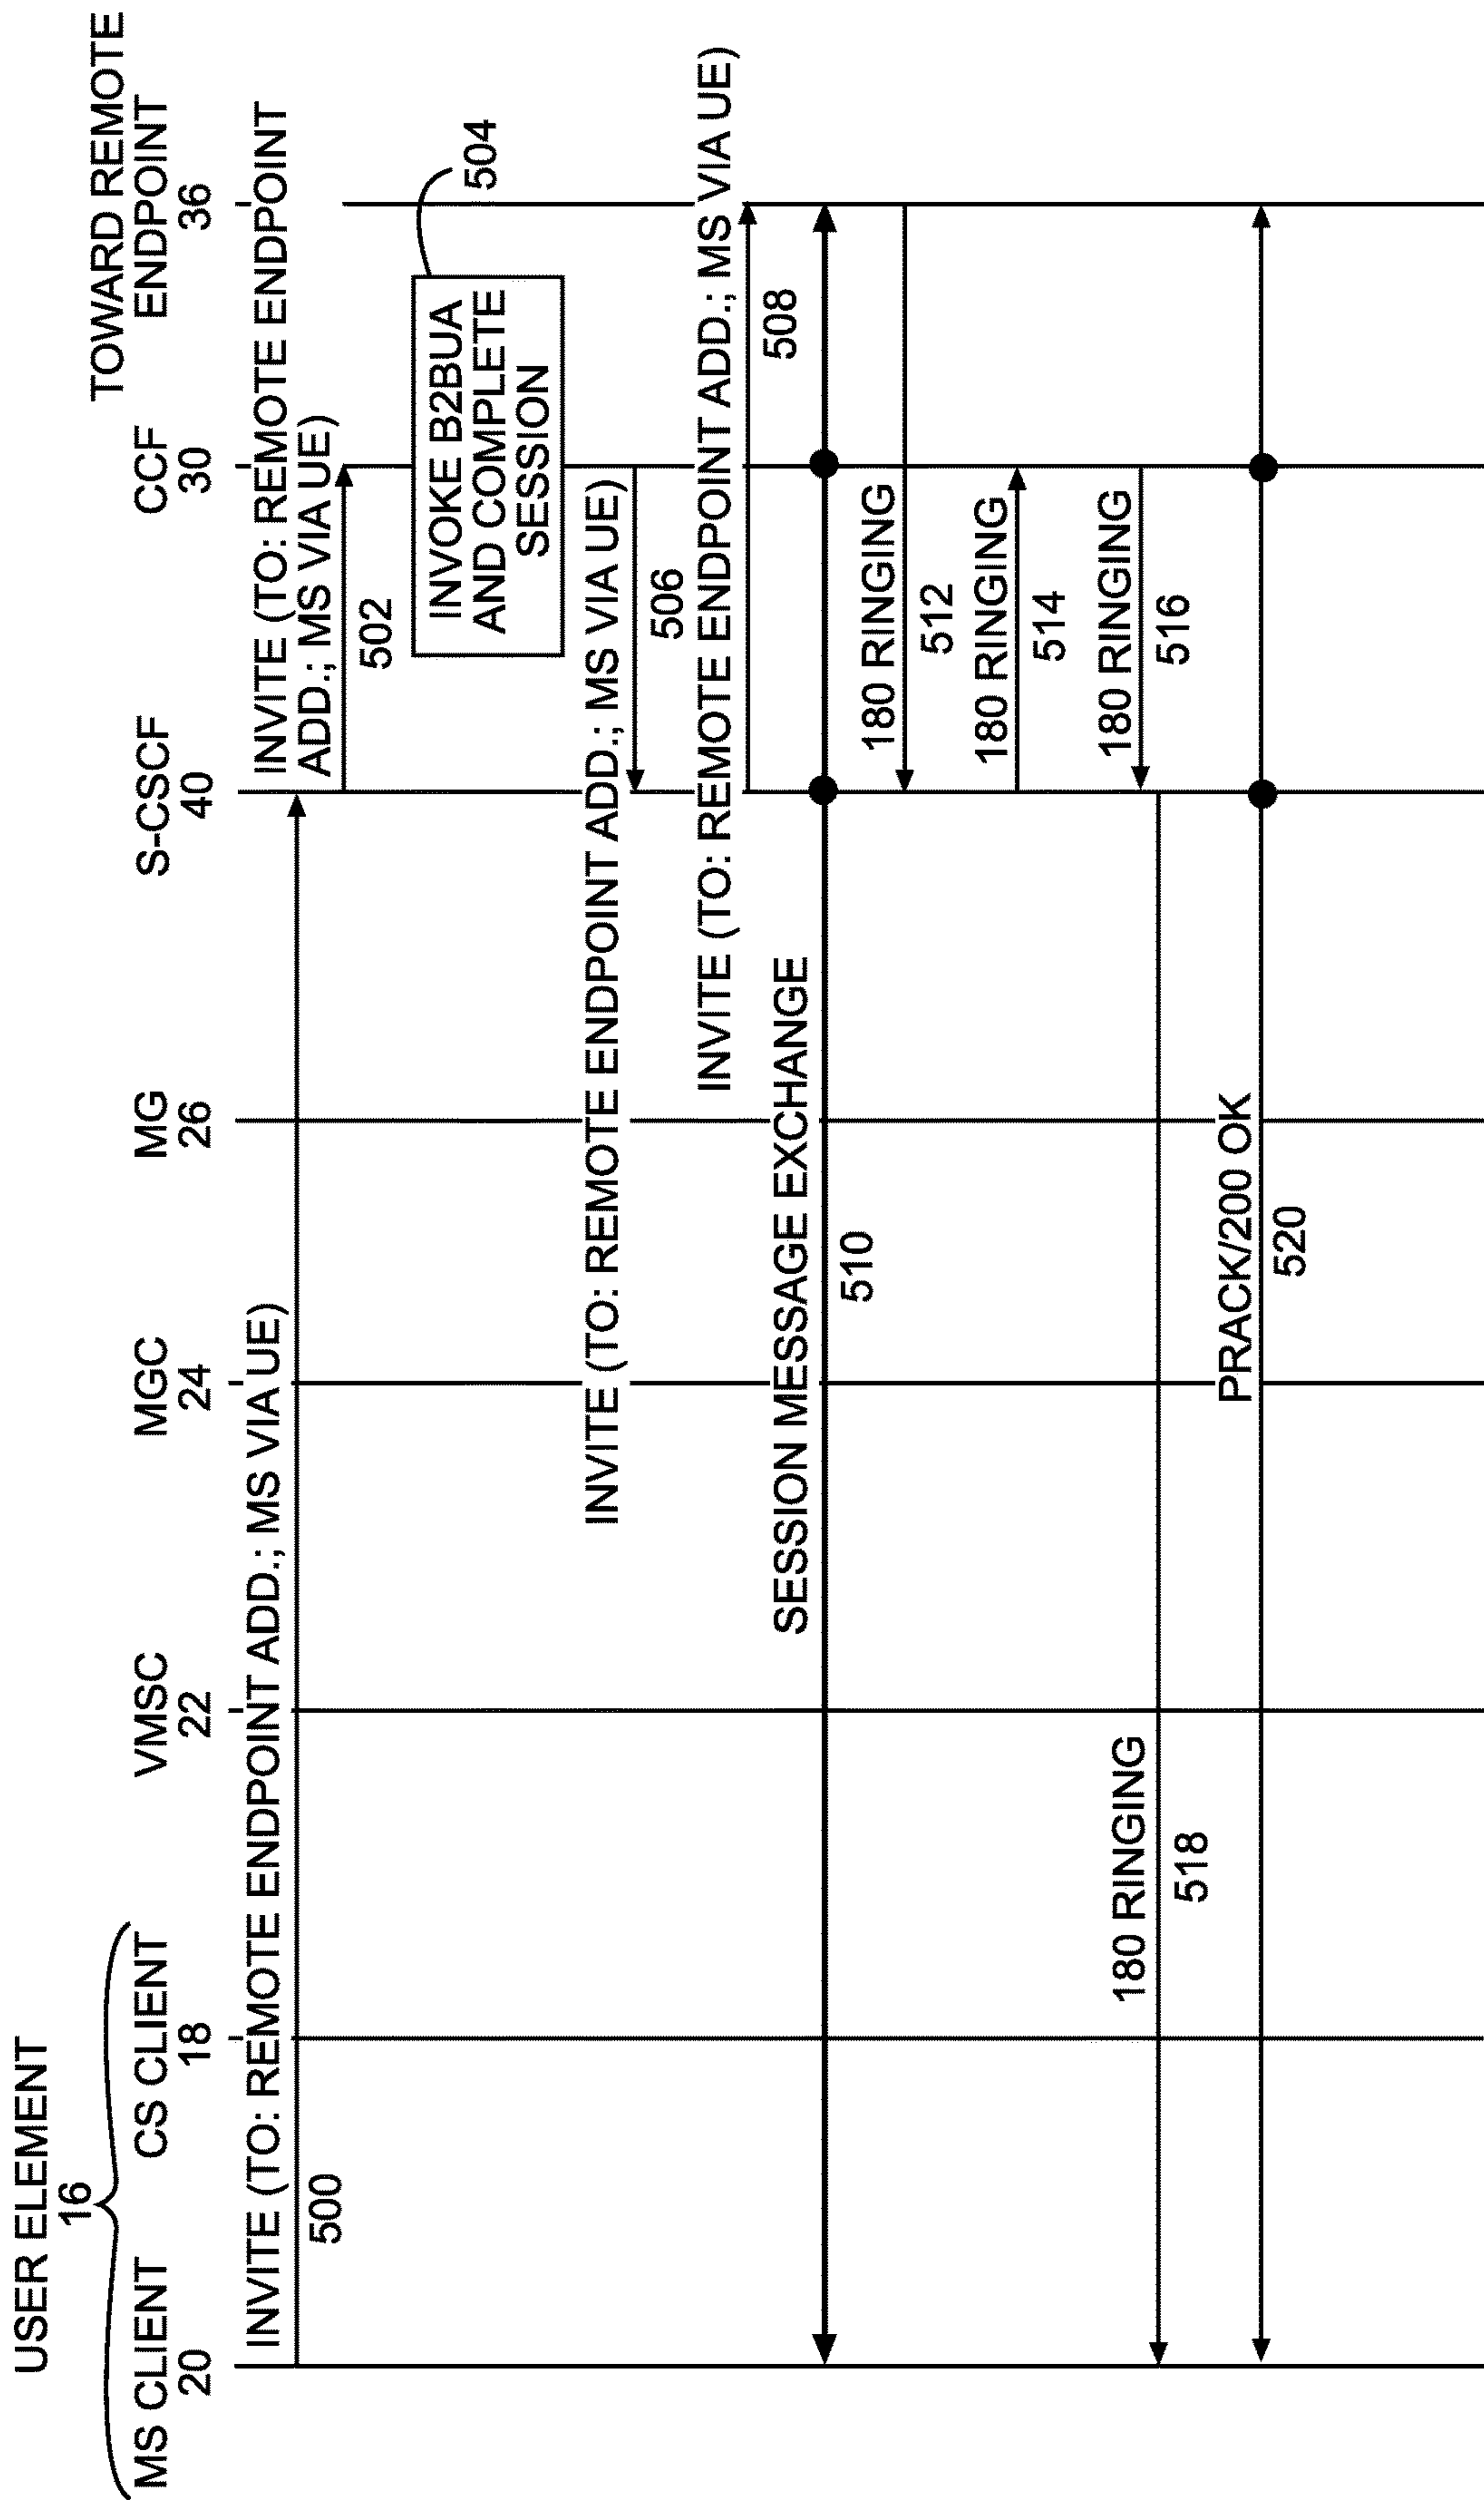 USER ELEMENT
16
MS CLIENT
20
CS CLIENT
18
VMSC
22
MGC
24
MG
26
S-CSCF
40
CCF
30
TOWARD REMOTE
ENDPOINT
36
INVITE (TO: REMOTE ENDPOINT ADD.; MS VIA UE)
500
INVITE (TO: REMOTE ENDPOINT
ADD.; MS VIA UE)
502
INVOKE B2BUA
AND COMPLETE
SESSION
504
INVITE (TO: REMOTE ENDPOINT ADD.; MS VIA UE)
506
INVITE (TO: REMOTE ENDPOINT ADD.; MS VIA UE)
508
SESSION MESSAGE EXCHANGE
510
180 RINGING
512
180 RINGING
514
180 RINGING
516
180 RINGING
518
PRACK/200 OK
520